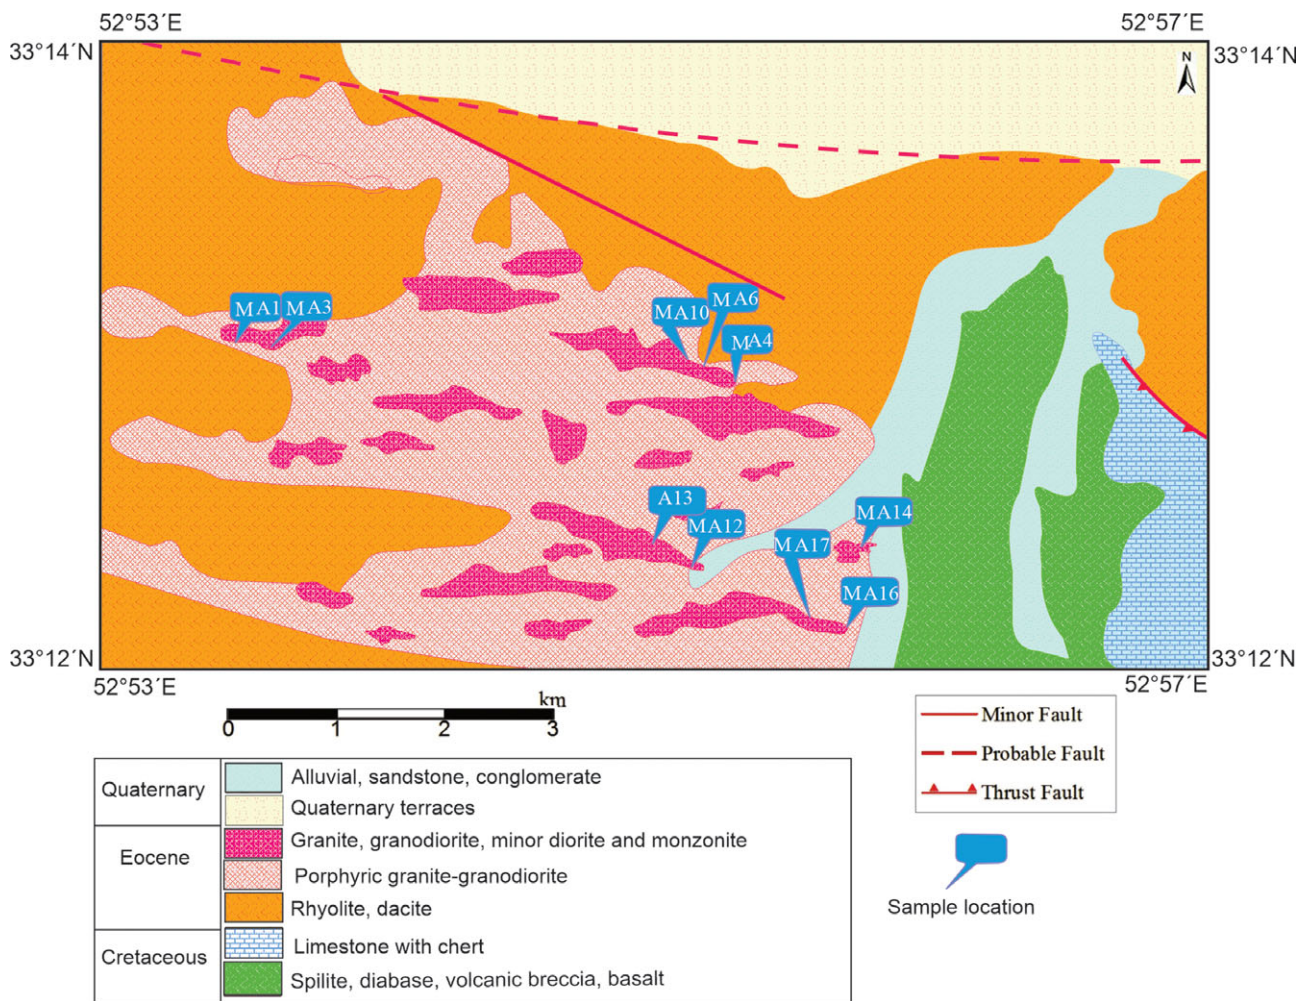 52°53´E
52°57´E
33°14´N
33°14´N
N
MA1
MA3
MA10
MA6
MA4
A13
MA12
MA14
MA17
MA16
33°12´N
33°12´N
52°53´E
52°57´E
km
0 1 2 3
Minor Fault
Probable Fault
Thrust Fault
Sample location
Quaternary
Alluvial, sandstone, conglomerate
Quaternary terraces
Eocene
Granite, granodiorite, minor diorite and monzonite
Porphyric granite-granodiorite
Rhyolite, dacite
Cretaceous
Limestone with chert
Spilite, diabase, volcanic breccia, basalt